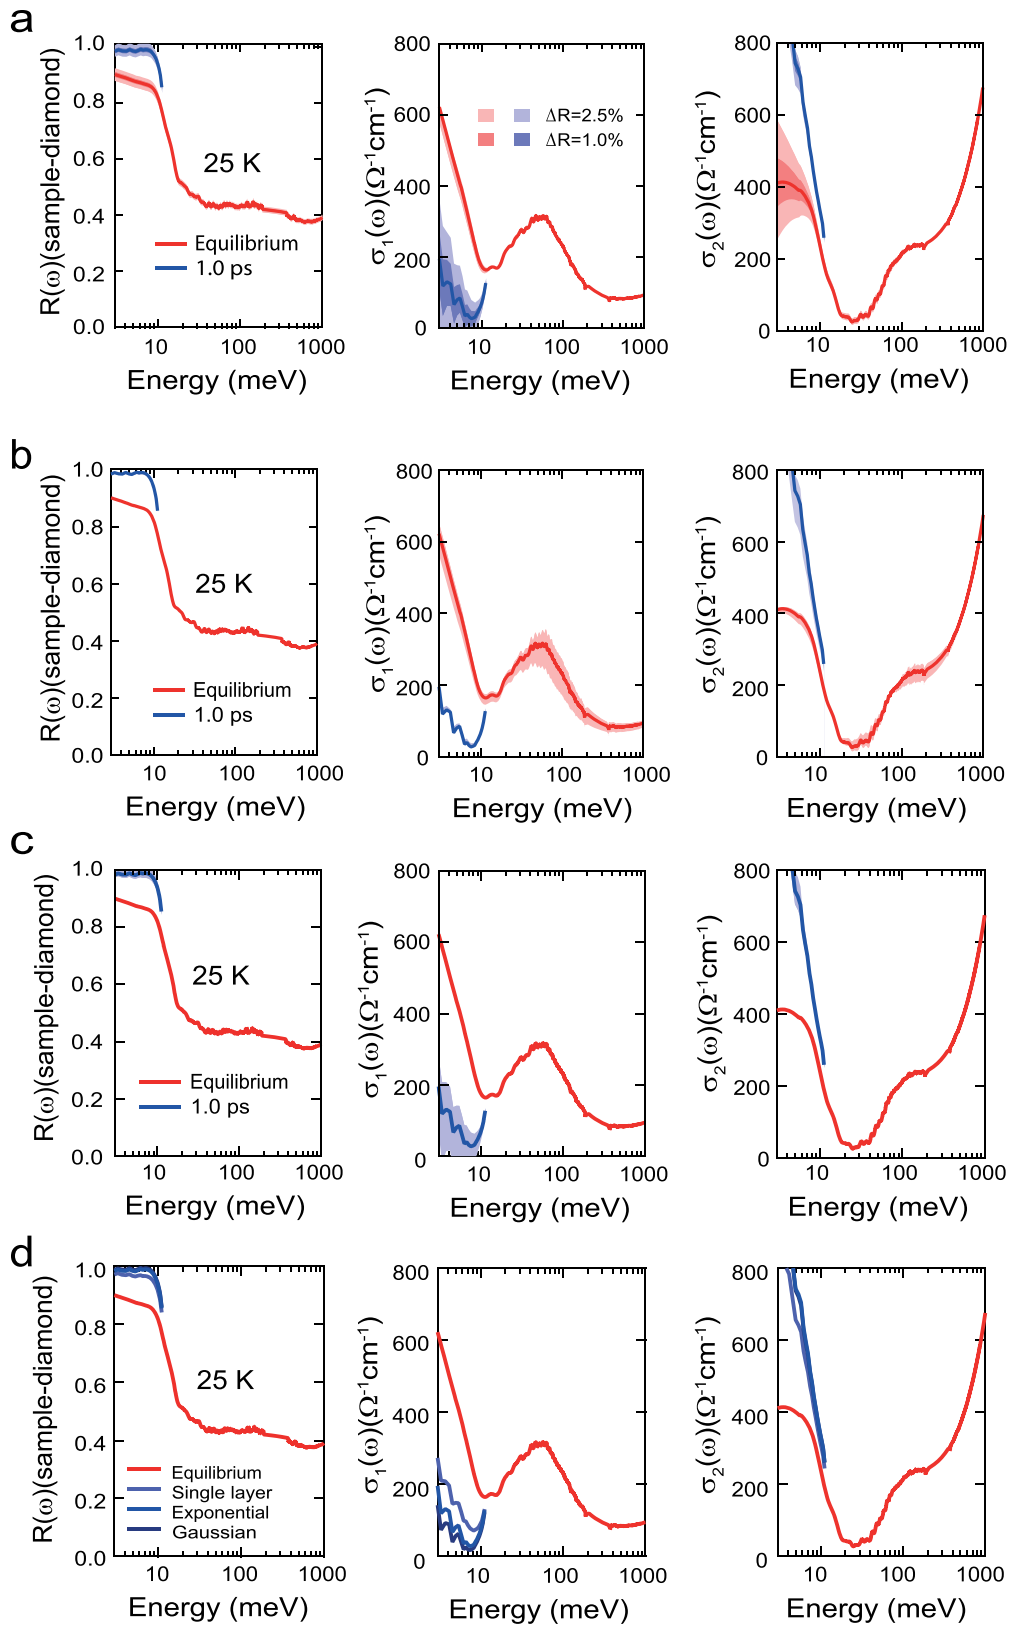 a
R(ω)(sample-diamond)
1.0
0.8
0.6
0.4
0.2
0.0
25 K
Equilibrium
1.0 ps
10 100 1000
Energy (meV)
σ1(ω)(Ω-1cm-1)
800
600
400
200
0
ΔR=2.5%
ΔR=1.0%
10 100 1000
Energy (meV)
σ2(ω)(Ω-1cm-1)
800
600
400
200
0
10 100 1000
Energy (meV)
b
R(ω)(sample-diamond)
1.0
0.8
0.6
0.4
0.2
0.0
25 K
Equilibrium
1.0 ps
10 100 1000
Energy (meV)
σ1(ω)(Ω-1cm-1)
800
600
400
200
0
10 100 1000
Energy (meV)
σ2(ω)(Ω-1cm-1)
800
600
400
200
0
10 100 1000
Energy (meV)
c
R(ω)(sample-diamond)
1.0
0.8
0.6
0.4
0.2
0.0
25 K
Equilibrium
1.0 ps
10 100 1000
Energy (meV)
σ1(ω)(Ω-1cm-1)
800
600
400
200
0
10 100 1000
Energy (meV)
σ2(ω)(Ω-1cm-1)
800
600
400
200
0
10 100 1000
Energy (meV)
d
R(ω)(sample-diamond)
1.0
0.8
0.6
0.4
0.2
0.0
25 K
Equilibrium
Single layer
Exponential
Gaussian
10 100 1000
Energy (meV)
σ1(ω)(Ω-1cm-1)
800
600
400
200
0
10 100 1000
Energy (meV)
σ2(ω)(Ω-1cm-1)
800
600
400
200
0
10 100 1000
Energy (meV)